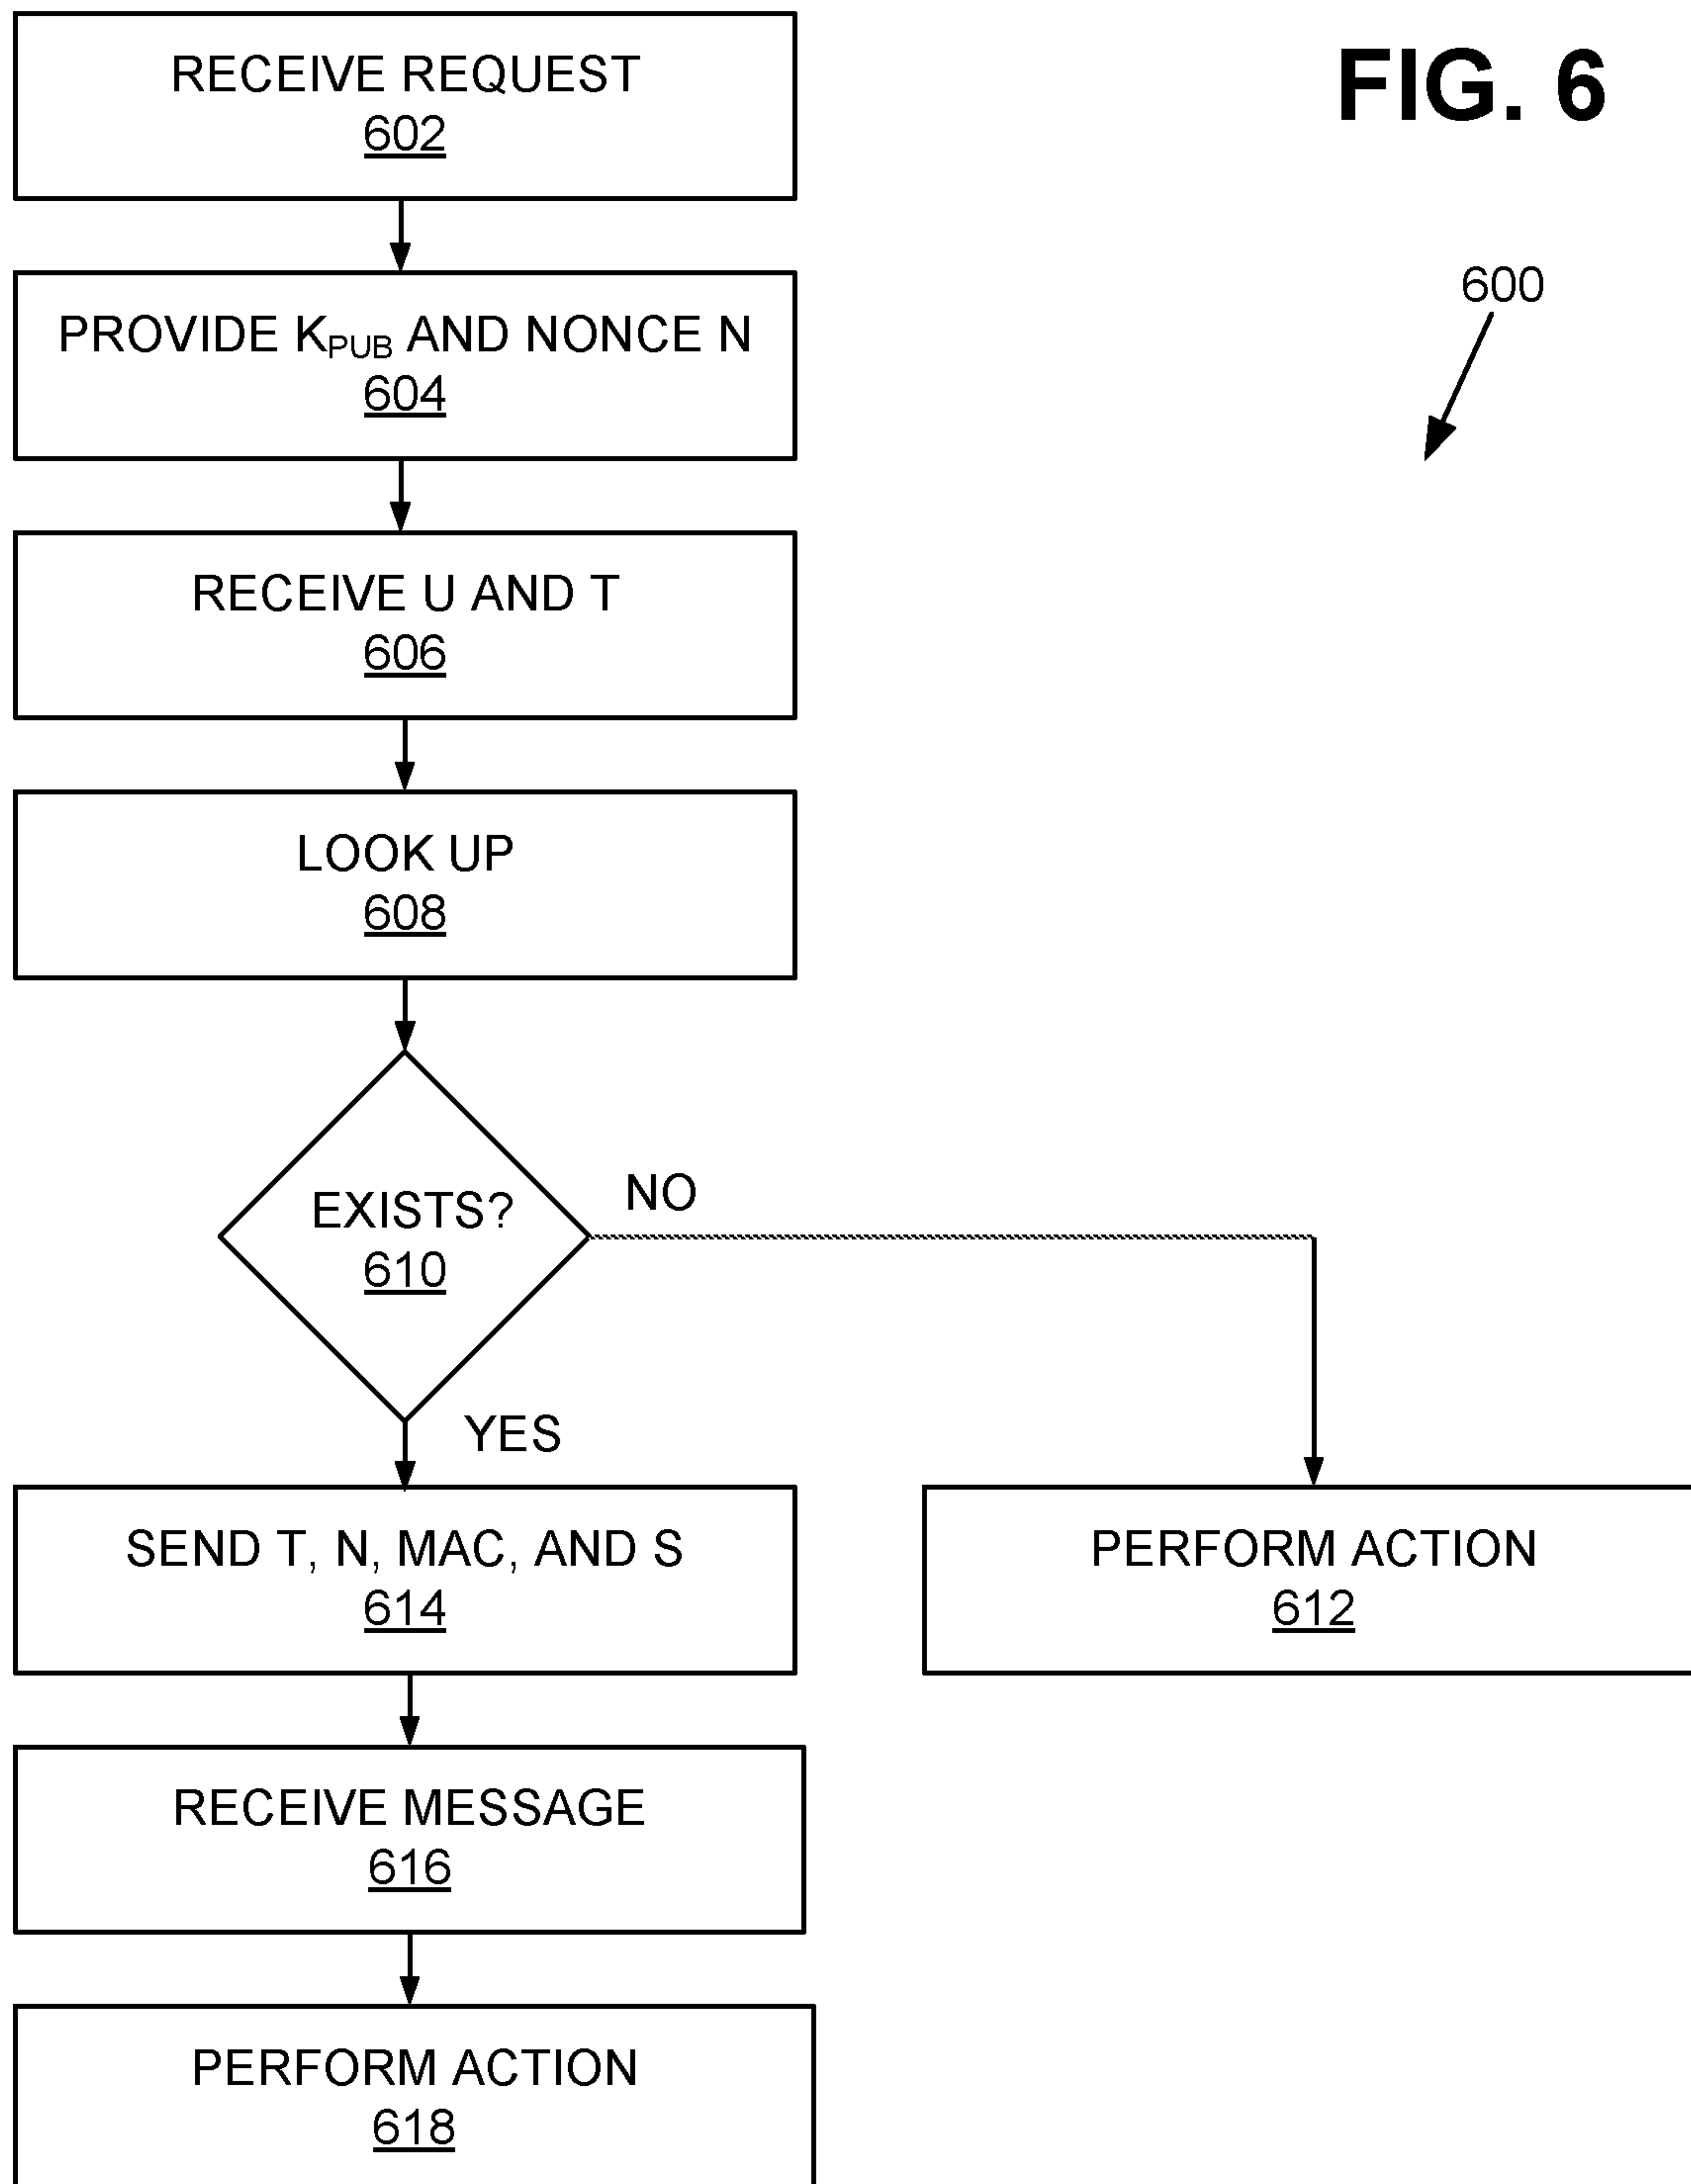 FIG. 6
600
RECEIVE REQUEST
602
PROVIDE KPUB AND NONCE N
604
RECEIVE U AND T
606
LOOK UP
608
EXISTS?
610
NO
YES
SEND T, N, MAC, AND S
614
PERFORM ACTION
612
RECEIVE MESSAGE
616
PERFORM ACTION
618